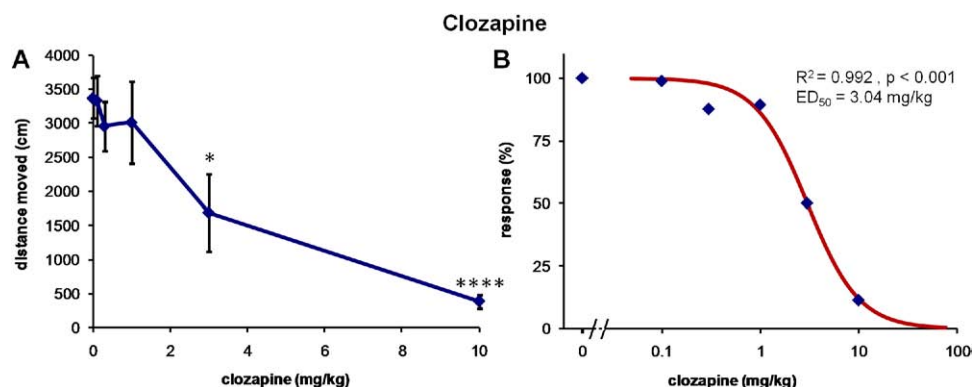 Clozapine
A
4000
3500
3000
2500
2000
1500
1000
500
0
distance moved (cm)
*
****
0 2 4 6 8 10
clozapine (mg/kg)
B
R² = 0.992 , p < 0.001
ED₅₀ = 3.04 mg/kg
100
75
50
25
0
response (%)
0 0.1 1 10 100
clozapine (mg/kg)